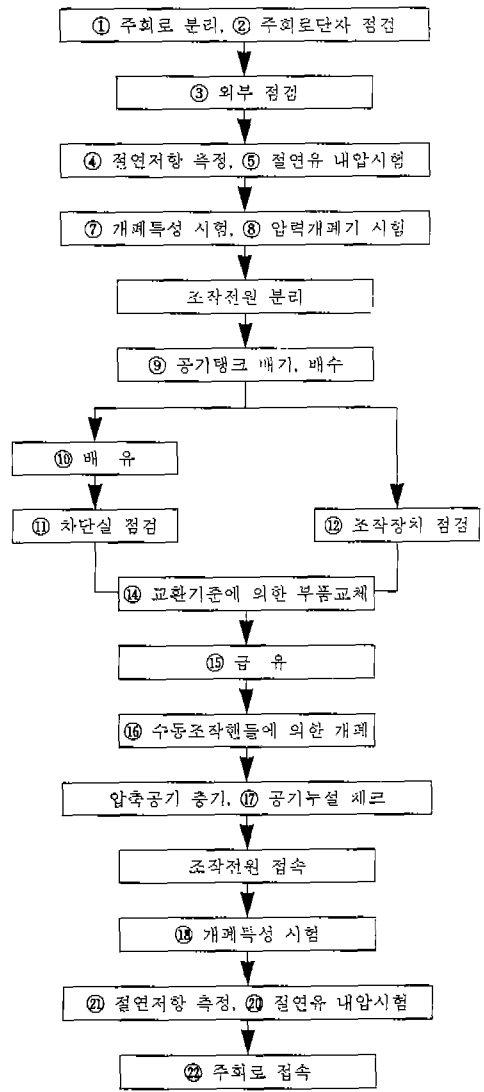 ① 주회로 분리, ② 주회로단자 점검
③ 외부 점검
④ 절연저항 측정, ⑤ 절연유 내압시험
⑦ 개폐특성 시험, ⑧ 압력개폐기 시험
조작전원 분리
⑨ 공기탱크 배기, 배수
⑩ 배 유
⑪ 차단실 점검
⑫ 조작장치 점검
⑭ 교환기준에 의한 부품교체
⑮ 급 유
⑯ 수동조작핸들에 의한 개폐
압축공기 충기, ⑰ 공기누설 체크
조작전원 접속
⑱ 개폐특성 시험
㉑ 절연저항 측정, ⑳ 절연유 내압시험
㉒ 주회로 접속